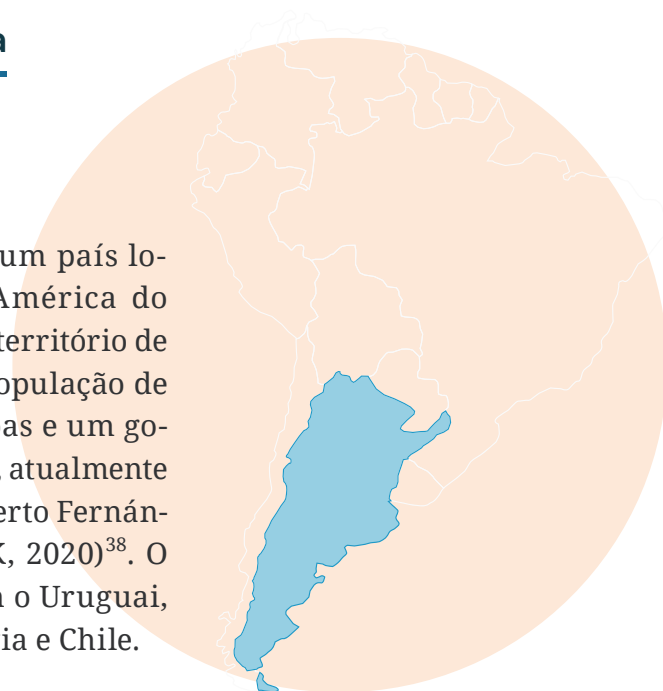 a
um país lo-
América do
território de
opulação de
as e um go-
atualmente
erto Fernán-
, 2020)³⁸. O
o Uruguai,
ia e Chile.